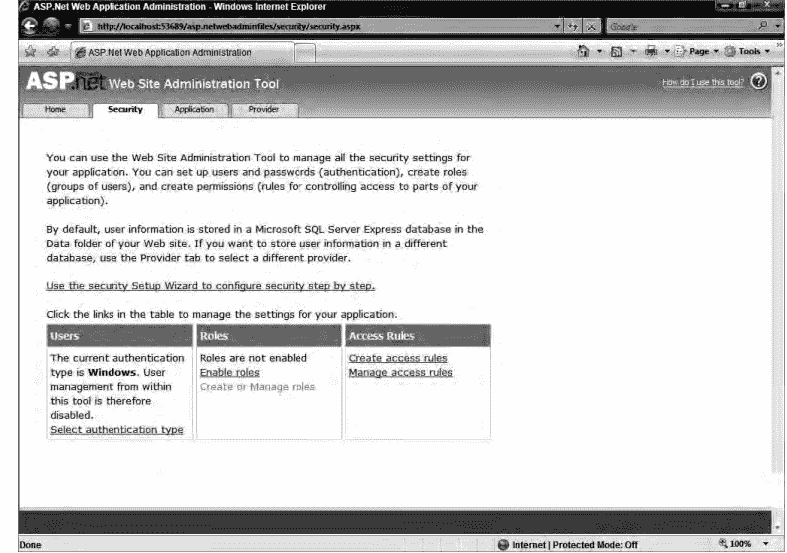 ASP.Net Web Application Administration - Windows Internet Explorer
http://localhost:53689/asp.netwebadminfiles/security/security.aspx
Google
ASP.Net Web Application Administration
Page
Tools
ASP.net Web Site Administration Tool
How do I use this tool? ?
Home Security Application Provider
You can use the Web Site Administration Tool to manage all the security settings for
your application. You can set up users and passwords (authentication), create roles
(groups of users), and create permissions (rules for controlling access to parts of your
application).
By default, user information is stored in a Microsoft SQL Server Express database in the
Data folder of your Web site. If you want to store user information in a different
database, use the Provider tab to select a different provider.
Use the security Setup Wizard to configure security step by step.
Click the links in the table to manage the settings for your application.
Users Roles Access Rules
The current authentication
type is Windows. User
management from within
this tool is therefore
disabled.
Select authentication type
Roles are not enabled
Enable roles
Create or Manage roles
Create access rules
Manage access rules
Done
Internet | Protected Mode: Off
100%